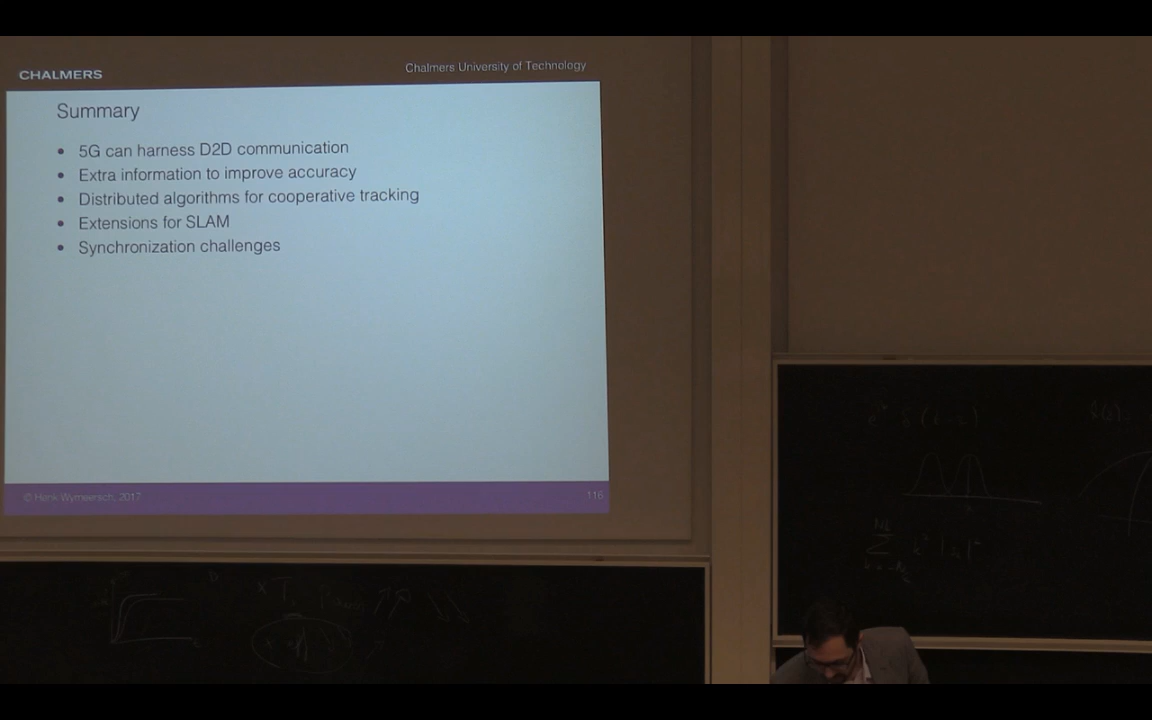 CHALMERS
Chalmers University of Technology
Summary
• 5G can harness D2D communication
• Extra information to improve accuracy
• Distributed algorithms for cooperative tracking
• Extensions for SLAM
• Synchronization challenges
© Henk Wymeersch, 2017
116